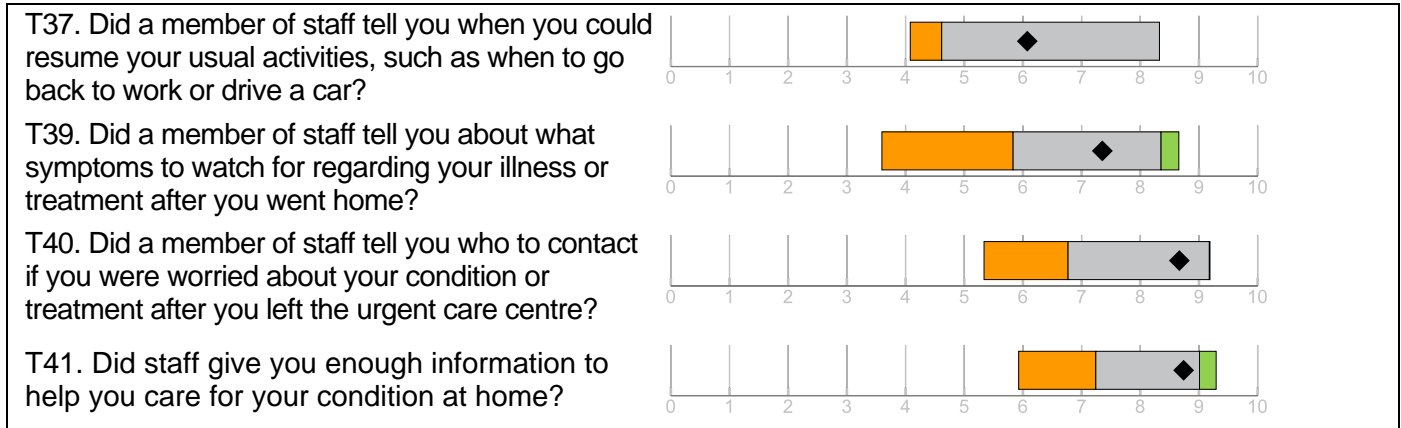 T37. Did a member of staff tell you when you could
resume your usual activities, such as when to go
back to work or drive a car?
0 1 2 3 4 5 6 7 8 9 10
T39. Did a member of staff tell you about what
symptoms to watch for regarding your illness or
treatment after you went home?
0 1 2 3 4 5 6 7 8 9 10
T40. Did a member of staff tell you who to contact
if you were worried about your condition or
treatment after you left the urgent care centre?
0 1 2 3 4 5 6 7 8 9 10
T41. Did staff give you enough information to
help you care for your condition at home?
0 1 2 3 4 5 6 7 8 9 10